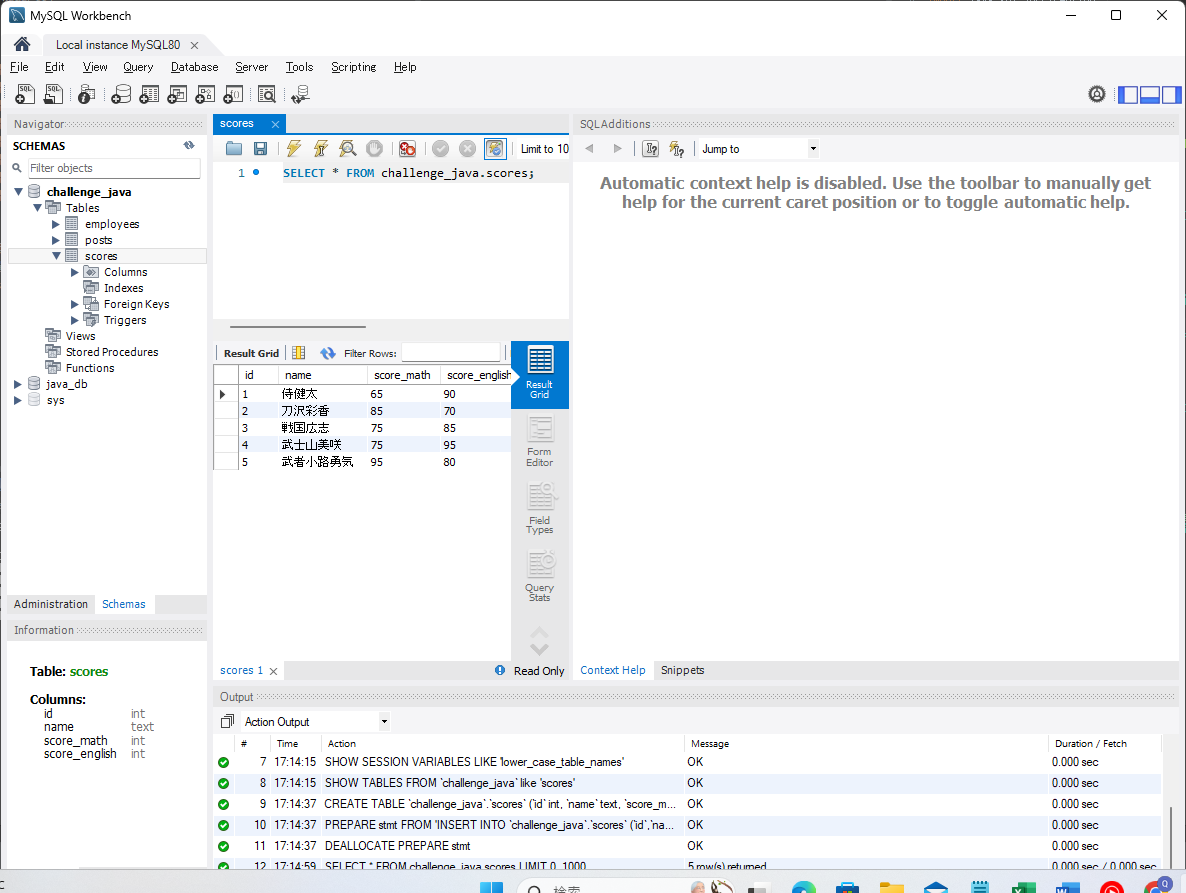 MySQL Workbench
Local instance MySQL80
File Edit View Query Database Server Tools Scripting Help
Navigator
SCHEMAS
Filter objects
challenge_java
Tables
employees
posts
scores
Columns
Indexes
Foreign Keys
Triggers
Views
Stored Procedures
Functions
java_db
sys
Administration Schemas
Information
Table: scores
Columns:
id int
name text
score_math int
score_english int
scores
Limit to 10
1 SELECT * FROM challenge_java.scores;
Result Grid Filter Rows:
id name score_math score_english
1 侍健太 65 90
2 刀沢彩香 85 70
3 戦国広志 75 85
4 武士山美咲 75 95
5 武者小路勇気 95 80
Result Grid
Form Editor
Field Types
Query Stats
scores 1 Read Only
SQLAdditions
Jump to
Automatic context help is disabled. Use the toolbar to manually get
help for the current caret position or to toggle automatic help.
Context Help Snippets
Output
Action Output
# Time Action Message Duration / Fetch
7 17:14:15 SHOW SESSION VARIABLES LIKE 'lower_case_table_names' OK 0.000 sec
8 17:14:15 SHOW TABLES FROM `challenge_java` like 'scores' OK 0.000 sec
9 17:14:37 CREATE TABLE `challenge_java`.`scores` (`id` int, `name` text, `score_m... OK 0.000 sec
10 17:14:37 PREPARE stmt FROM 'INSERT INTO `challenge_java`.`scores` (`id`,`na... OK 0.000 sec
11 17:14:37 DEALLOCATE PREPARE stmt OK 0.000 sec
12 17:14:59 SELECT * FROM challenge_java.scores LIMIT 0, 1000 5 row(s) returned 0.000 sec / 0.000 sec
検索